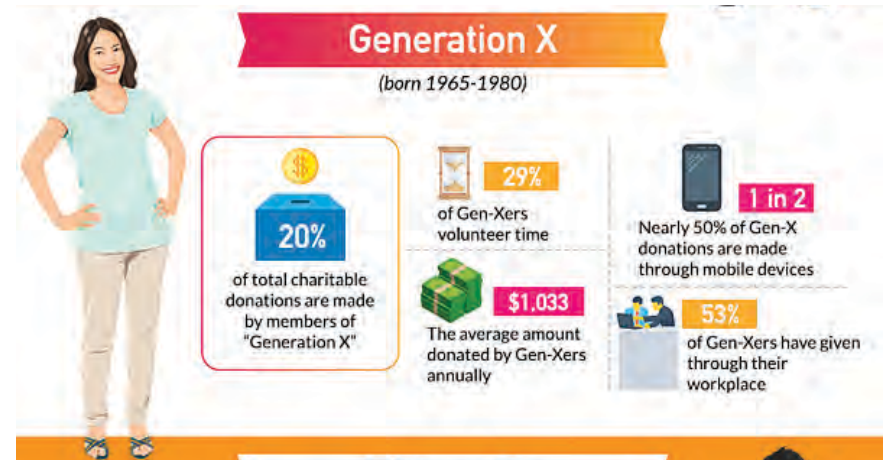 Generation X
(born 1965-1980)
$
20%
of total charitable
donations are made
by members of
"Generation X"
29%
of Gen-Xers
volunteer time
$1,033
The average amount
donated by Gen-Xers
annually
1 in 2
Nearly 50% of Gen-X
donations are made
through mobile devices
53%
of Gen-Xers have given
through their
workplace